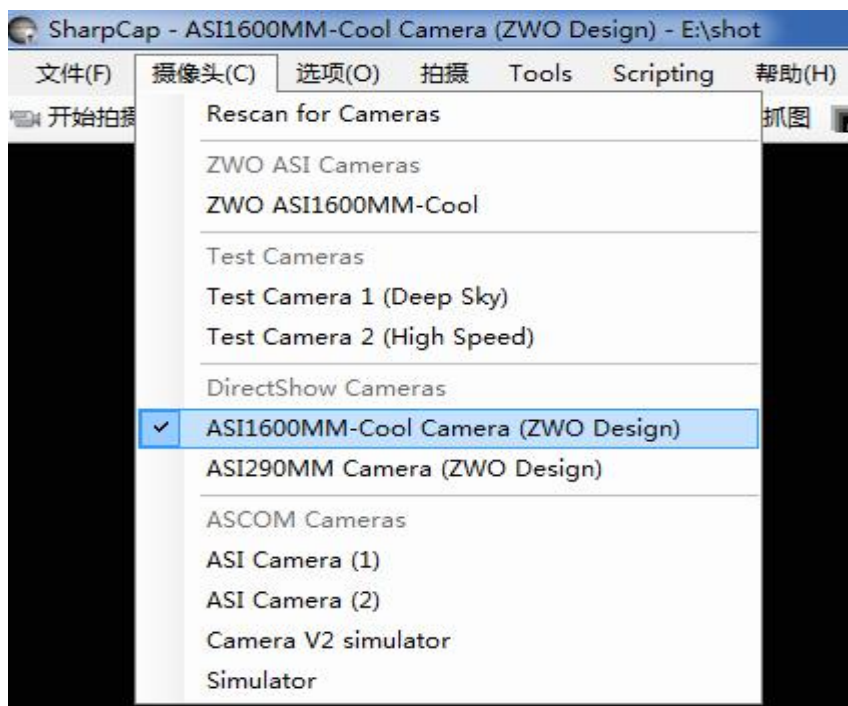 SharpCap - ASI1600MM-Cool Camera (ZWO Design) - E:\shot
文件(F) 摄像头(C) 选项(O) 拍摄 Tools Scripting 帮助(H)
开始拍摄 抓图
Rescan for Cameras
ZWO ASI Cameras
ZWO ASI1600MM-Cool
Test Cameras
Test Camera 1 (Deep Sky)
Test Camera 2 (High Speed)
DirectShow Cameras
ASI1600MM-Cool Camera (ZWO Design)
ASI290MM Camera (ZWO Design)
ASCOM Cameras
ASI Camera (1)
ASI Camera (2)
Camera V2 simulator
Simulator